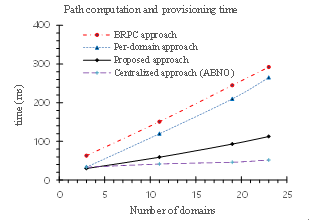 Path computation and provisioning time
400
BRPC approach
Per-domain approach
Proposed approach
300
Centralized approach (ABNO)
time (ms)
200
100
0
0 5 10 15 20 25
Number of domains